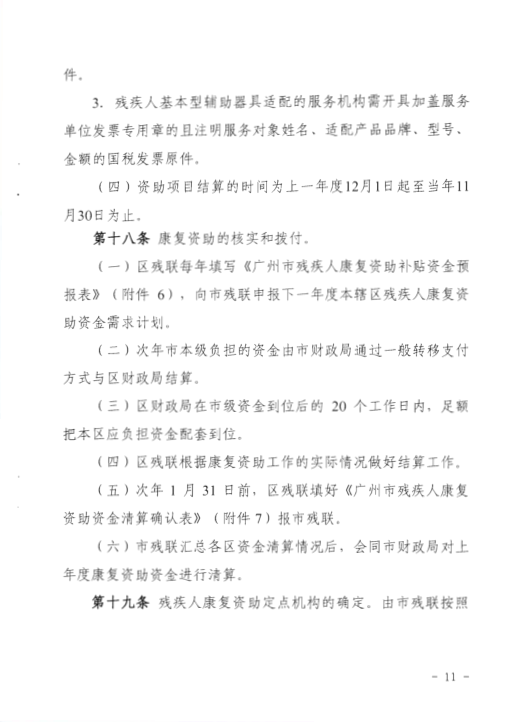 件。
3. 残疾人基本型辅助器具适配的服务机构需开具加盖服务
单位发票专用章的且注明服务对象姓名、适配产品品牌、型号、
金额的国税发票原件。
（四）资助项目结算的时间为上一年度12月1日起至当年11
月30日为止。
第十八条 康复资助的核实和拨付。
（一）区残联每年填写《广州市残疾人康复资助补贴资金预
报表》（附件 6），向市残联申报下一年度本辖区残疾人康复资
助资金需求计划。
（二）次年市本级负担的资金由市财政局通过一般转移支付
方式与区财政局结算。
（三）区财政局在市级资金到位后的 20 个工作日内，足额
把本区应负担资金配套到位。
（四）区残联根据康复资助工作的实际情况做好结算工作。
（五）次年 1 月 31 日前，区残联填好《广州市残疾人康复
资助资金清算确认表》（附件 7）报市残联。
（六）市残联汇总各区资金清算情况后，会同市财政局对上
年度康复资助资金进行清算。
第十九条 残疾人康复资助定点机构的确定。由市残联按照
- 11 -